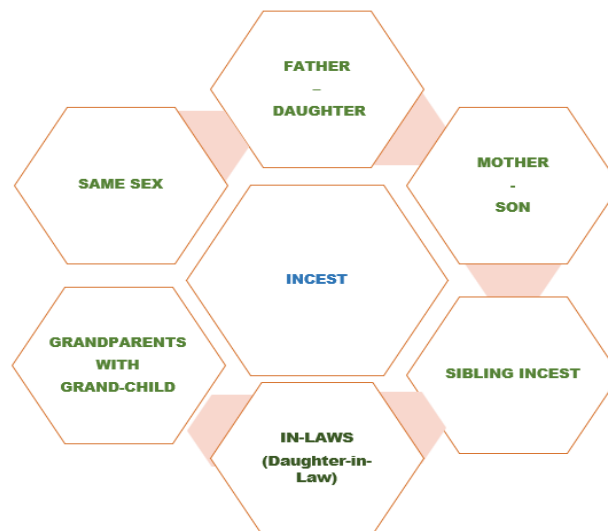 FATHER
–
DAUGHTER
MOTHER
-
SON
SAME SEX
INCEST
GRANDPARENTS
WITH
GRAND-CHILD
SIBLING INCEST
IN-LAWS
(Daughter-in-
Law)